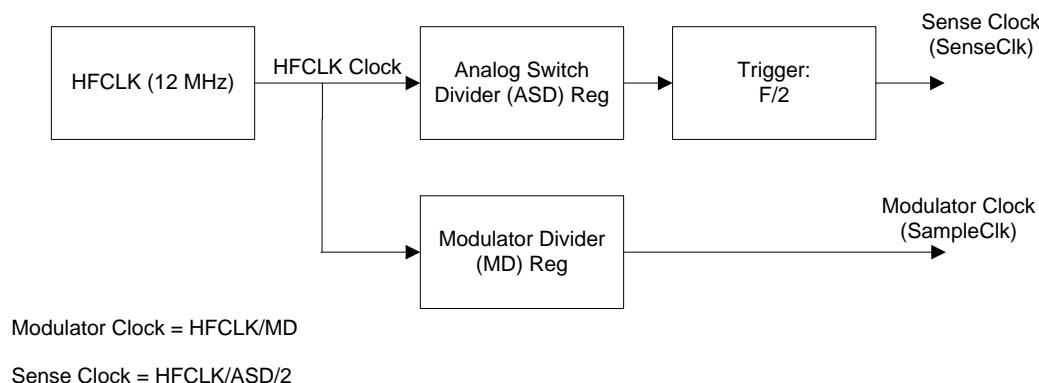 Sense Clock
(SenseClk)
HFCLK (12 MHz)
HFCLK Clock
Analog Switch
Divider (ASD) Reg
Trigger:
F/2
Modulator Clock
(SampleClk)
Modulator Divider
(MD) Reg
Modulator Clock = HFCLK/MD
Sense Clock = HFCLK/ASD/2